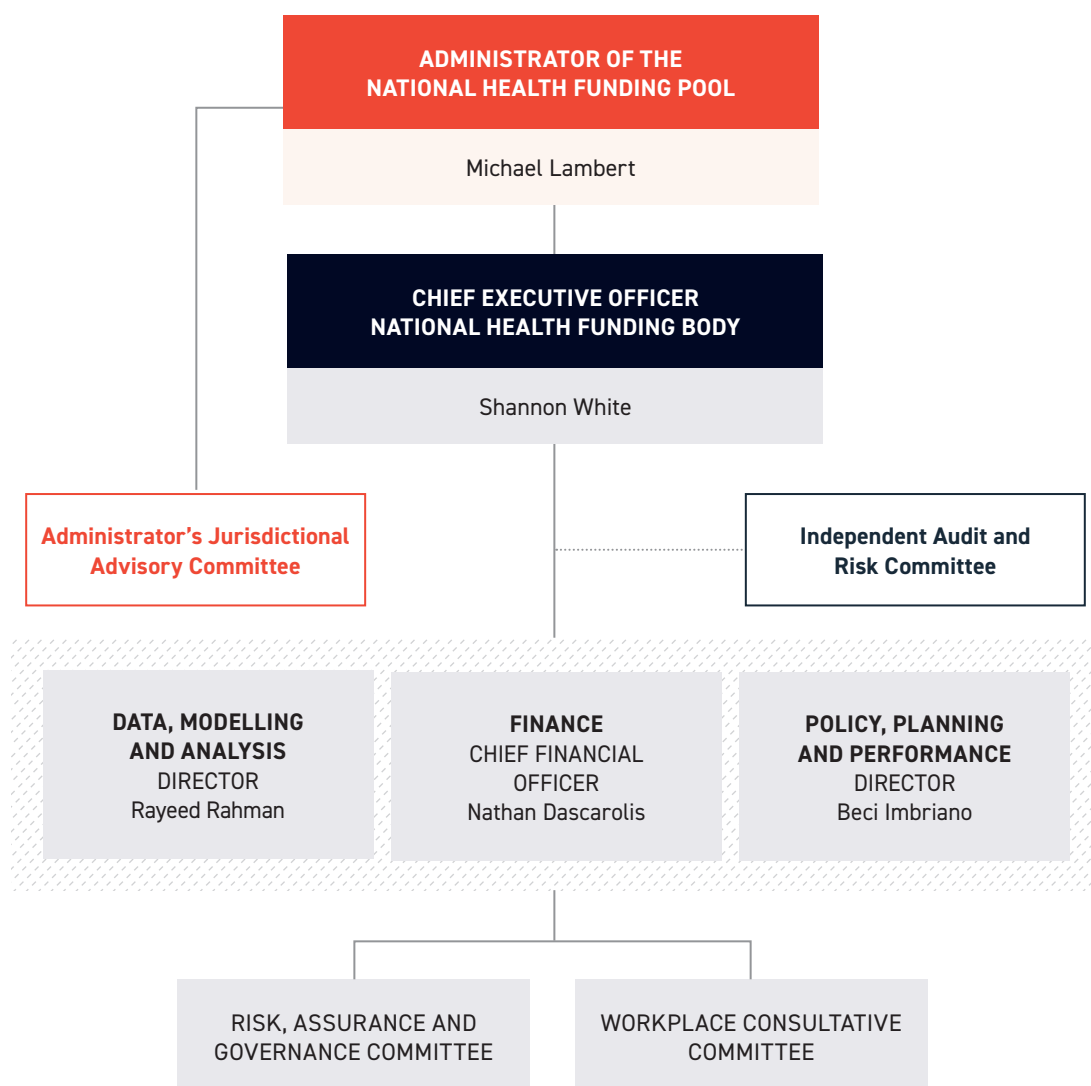 ADMINISTRATOR OF THE
NATIONAL HEALTH FUNDING POOL
Michael Lambert
CHIEF EXECUTIVE OFFICER
NATIONAL HEALTH FUNDING BODY
Shannon White
Administrator’s Jurisdictional
Advisory Committee
Independent Audit and
Risk Committee
DATA, MODELLING
AND ANALYSIS
DIRECTOR
Rayeed Rahman
FINANCE
CHIEF FINANCIAL
OFFICER
Nathan Dascarolis
POLICY, PLANNING
AND PERFORMANCE
DIRECTOR
Beci Imbriano
RISK, ASSURANCE AND
GOVERNANCE COMMITTEE
WORKPLACE CONSULTATIVE
COMMITTEE